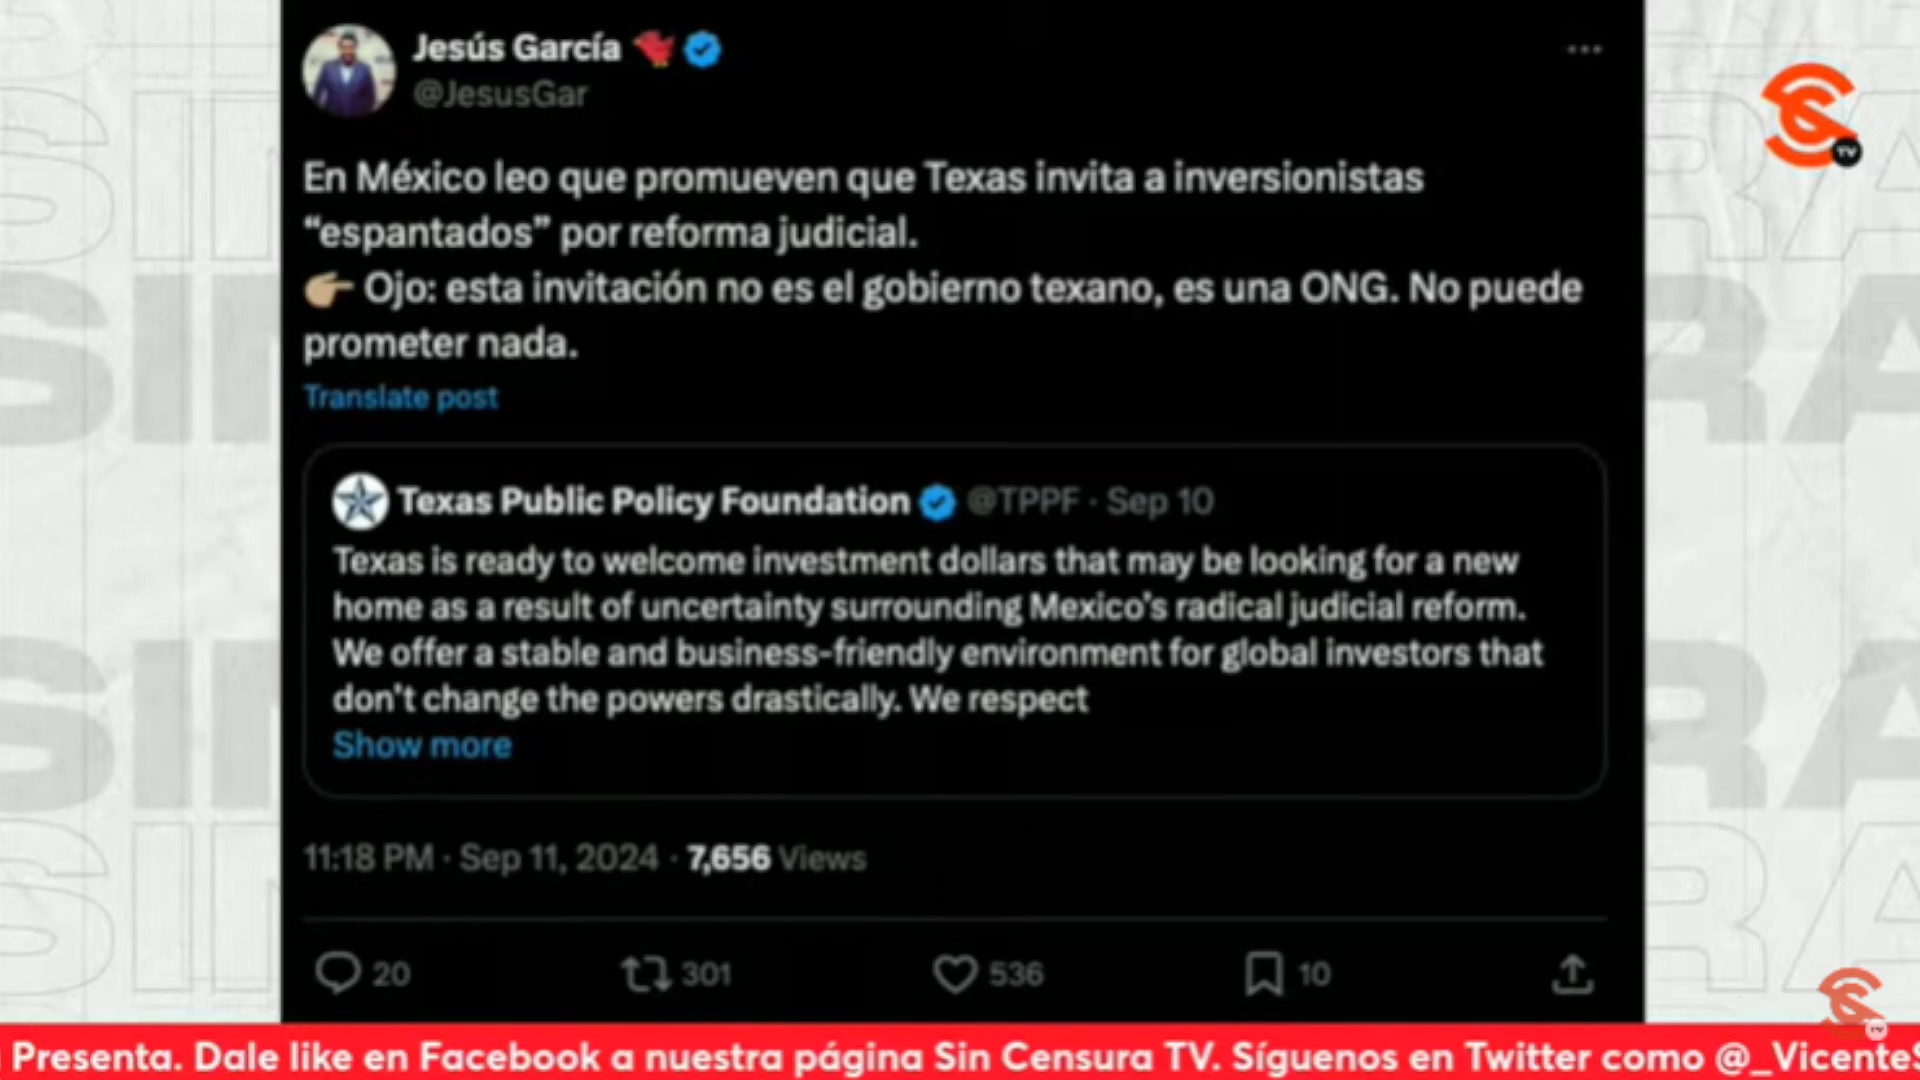 Jesús García
@JesusGar
En México leo que promueven que Texas invita a inversionistas
“espantados” por reforma judicial.
👉🏼 Ojo: esta invitación no es el gobierno texano, es una ONG. No puede
prometer nada.
Translate post
Texas Public Policy Foundation @TPPF · Sep 10
Texas is ready to welcome investment dollars that may be looking for a new
home as a result of uncertainty surrounding Mexico's radical judicial reform.
We offer a stable and business-friendly environment for global investors that
don't change the powers drastically. We respect
Show more
11:18 PM · Sep 11, 2024 · 7,656 Views
20 301 536 10
TV
TV
Presenta. Dale like en Facebook a nuestra página Sin Censura TV. Síguenos en Twitter como @_VicenteS